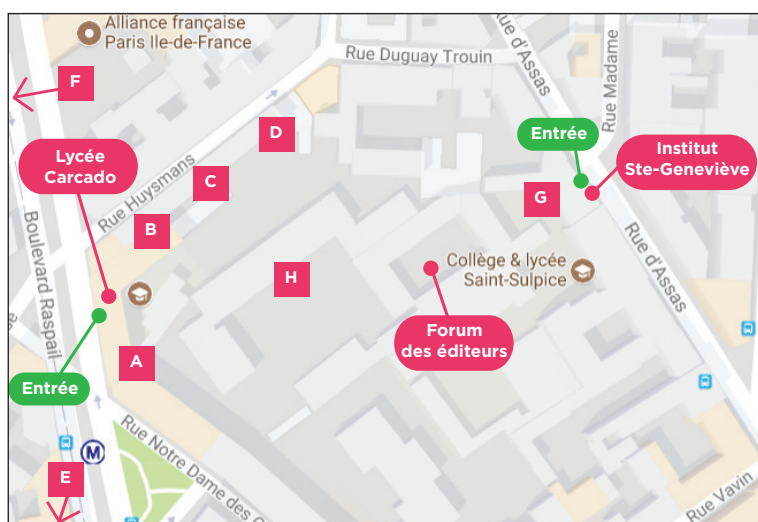 Alliance française
Paris Ile-de-France
Rue Duguay Trouin
Rue d'Assas
Rue Madame
F
D
Entrée
Lycée
Carcado
Institut
Ste-Geneviève
C
Rue Huysmans
G
B
Boulevard Raspail
H
Collège & lycée
Saint-Sulpice
Rue d'Assas
Forum
des éditeurs
A
Entrée
Rue Notre Dame des
M
E
Rue Vavin